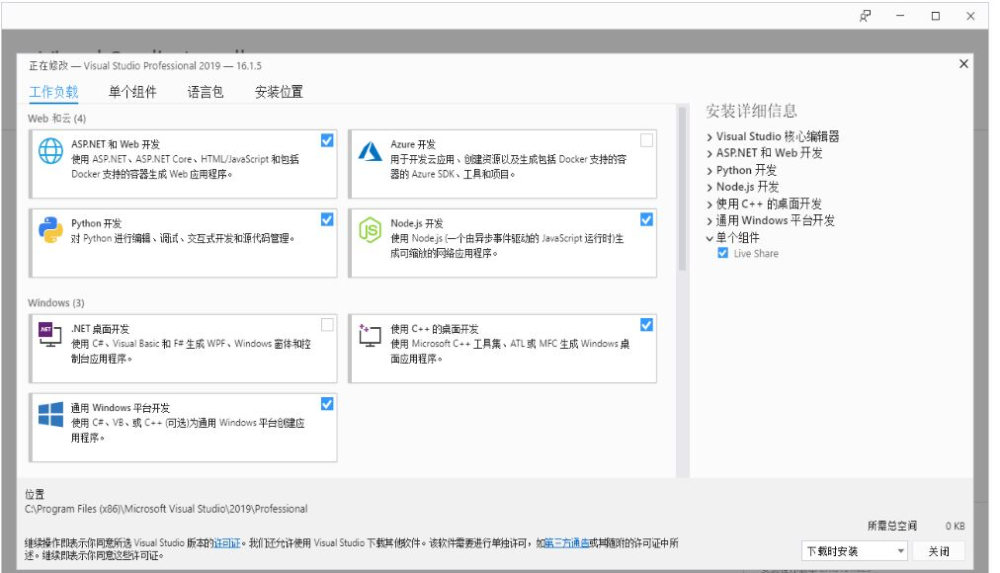 正在修改 — Visual Studio Professional 2019 — 16.1.5
工作负载 单个组件 语言包 安装位置
Web 和云 (4)
ASP.NET 和 Web 开发
使用 ASP.NET、ASP.NET Core、HTML/JavaScript 和包括
Docker 支持的容器生成 Web 应用程序。
Azure 开发
用于开发云应用、创建资源以及生成包括 Docker 支持的容
器的 Azure SDK、工具和项目。
Python 开发
对 Python 进行编辑、调试、交互式开发和源代码管理。
Node.js 开发
使用 Node.js(一个由异步事件驱动的 JavaScript 运行时)生
成可缩放的网络应用程序。
Windows (3)
.NET
.NET 桌面开发
使用 C#、Visual Basic 和 F# 生成 WPF、Windows 窗体和控
制台应用程序。
使用 C++ 的桌面开发
使用 Microsoft C++ 工具集、ATL 或 MFC 生成 Windows 桌
面应用程序。
通用 Windows 平台开发
使用 C#、VB、或 C++ (可选)为通用 Windows 平台创建应
用程序。
安装详细信息
Visual Studio 核心编辑器
ASP.NET 和 Web 开发
Python 开发
Node.js 开发
使用 C++ 的桌面开发
通用 Windows 平台开发
单个组件
Live Share
位置
C:\Program Files (x86)\Microsoft Visual Studio\2019\Professional
继续操作即表示你同意所选 Visual Studio 版本的许可证。我们还允许使用 Visual Studio 下载其他软件。该软件需要进行单独许可，如第三方通告或其随附的许可证中所
述。继续即表示你同意这些许可证。
所需总空间 0 KB
下载时安装 关闭